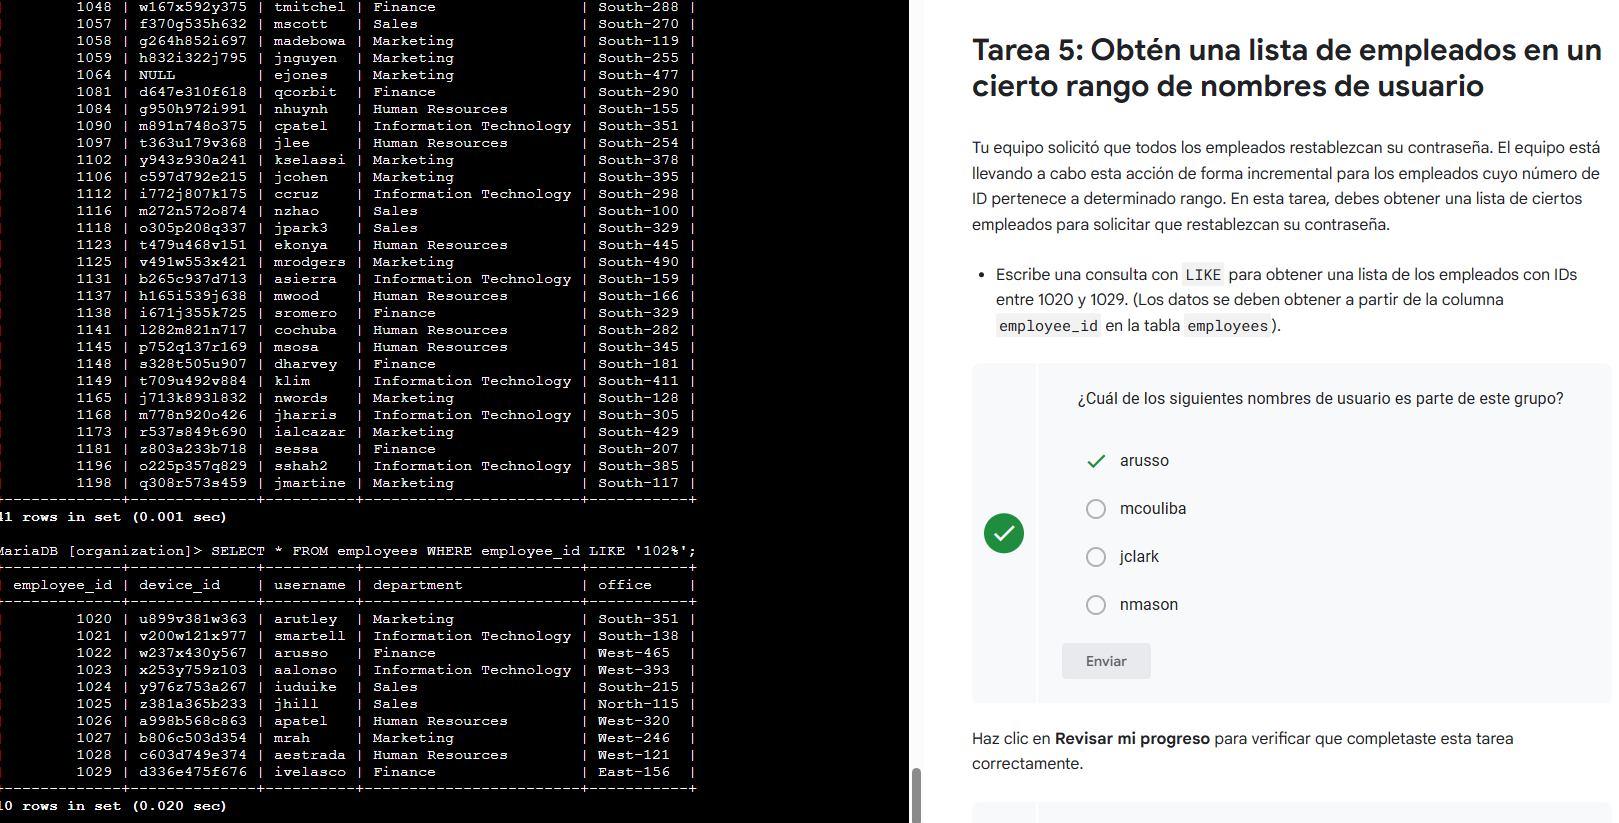 1048 | w167x592y375 | tmitchel | Finance | South-288 |
1057 | f370g535h632 | mscott | Sales | South-270 |
1058 | g264h852i697 | madebowa | Marketing | South-119 |
1059 | h832i322j795 | jnguyen | Marketing | South-255 |
1064 | NULL | ejones | Marketing | South-477 |
1081 | d647e310f618 | qcorbit | Finance | South-290 |
1084 | g950h972i991 | nhuynh | Human Resources | South-155 |
1090 | m891n748o375 | cpatel | Information Technology | South-351 |
1097 | t363u179v368 | jlee | Human Resources | South-254 |
1102 | y943z930a241 | kselassi | Marketing | South-378 |
1106 | c597d792e215 | jcohen | Marketing | South-395 |
1112 | i772j807k175 | ccruz | Information Technology | South-298 |
1116 | m272n572o874 | nzhao | Sales | South-100 |
1118 | o305p208q337 | jpark3 | Sales | South-329 |
1123 | t479u468v151 | ekonya | Human Resources | South-445 |
1125 | v491w553x421 | mrodgers | Marketing | South-490 |
1131 | b265c937d713 | asierra | Information Technology | South-159 |
1137 | h165i539j638 | mwood | Human Resources | South-166 |
1138 | i671j355k725 | sromero | Finance | South-329 |
1141 | l282m821n717 | cochuba | Human Resources | South-282 |
1145 | p752q137r169 | msosa | Human Resources | South-345 |
1148 | s328t505u907 | dharvey | Finance | South-181 |
1149 | t709u492v884 | klim | Information Technology | South-411 |
1165 | j713k893l832 | nwords | Marketing | South-128 |
1168 | m778n920o426 | jharris | Information Technology | South-305 |
1173 | r537s849t690 | ialcazar | Marketing | South-429 |
1181 | z803a233b718 | sessa | Finance | South-207 |
1196 | o225p357q829 | sshah2 | Information Technology | South-385 |
1198 | q308r573s459 | jmartine | Marketing | South-117 |
41 rows in set (0.001 sec)
MariaDB [organization]> SELECT * FROM employees WHERE employee_id LIKE '102%';
employee_id | device_id | username | department | office |
1020 | u899v381w363 | arutley | Marketing | South-351 |
1021 | v200w121x977 | smartell | Information Technology | South-138 |
1022 | w237x430y567 | arusso | Finance | West-465 |
1023 | x253y759z103 | aalonso | Information Technology | West-393 |
1024 | y976z753a267 | iuduike | Sales | South-215 |
1025 | z381a365b233 | jhill | Sales | North-115 |
1026 | a998b568c863 | apatel | Human Resources | West-320 |
1027 | b806c503d354 | mrah | Marketing | West-246 |
1028 | c603d749e374 | aestrada | Human Resources | West-121 |
1029 | d336e475f676 | ivelasco | Finance | East-156 |
10 rows in set (0.020 sec)
Tarea 5: Obtén una lista de empleados en un
cierto rango de nombres de usuario
Tu equipo solicitó que todos los empleados restablezcan su contraseña. El equipo está
llevando a cabo esta acción de forma incremental para los empleados cuyo número de
ID pertenece a determinado rango. En esta tarea, debes obtener una lista de ciertos
empleados para solicitar que restablezcan su contraseña.
• Escribe una consulta con LIKE para obtener una lista de los empleados con IDs
entre 1020 y 1029. (Los datos se deben obtener a partir de la columna
employee_id en la tabla employees).
¿Cuál de los siguientes nombres de usuario es parte de este grupo?
arusso
mcouliba
jclark
nmason
Enviar
Haz clic en Revisar mi progreso para verificar que completaste esta tarea
correctamente.